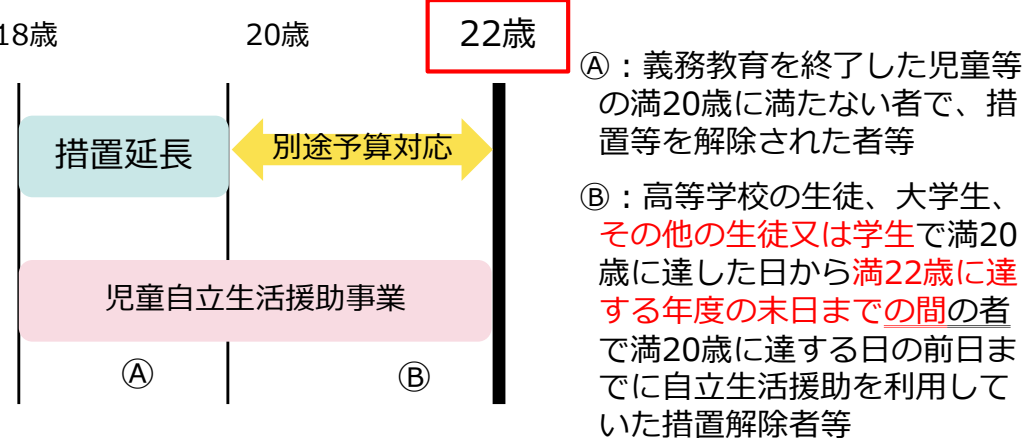 18歳
20歳
22歳
措置延長
別途予算対応
児童自立生活援助事業
Ⓐ
Ⓑ
Ⓐ：義務教育を終了した児童等
の満20歳に満たない者で、措
置等を解除された者等
Ⓑ：高等学校の生徒、大学生、
その他の生徒又は学生で満20
歳に達した日から満22歳に達
する年度の末日までの間の者
で満20歳に達する日の前日ま
でに自立生活援助を利用して
いた措置解除者等